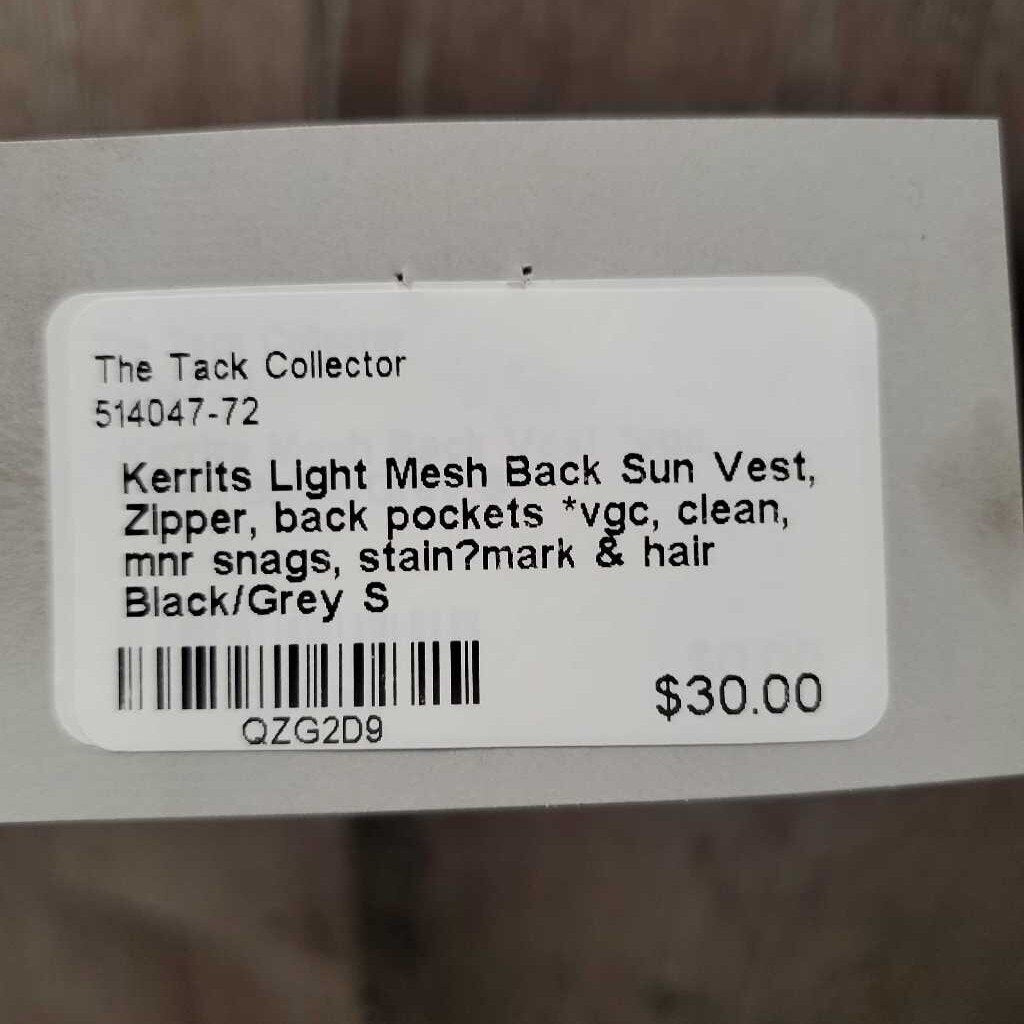 The Tack Collector
514047-72
Kerrits Light Mesh Back Sun Vest,
Zipper, back pockets *vgc, clean,
mnr snags, stain?mark & hair
Black/Grey S
QZG2D9
$30.00